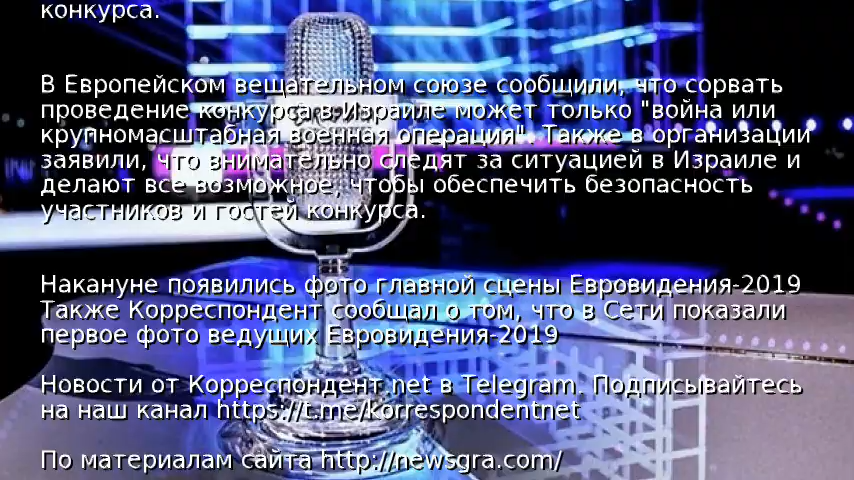 конкурса.
В Европейском вещательном союзе сообщили, что сорвать
проведение конкурса в Израиле может только "война или
крупномасштабная военная операция". Также в организации
заявили, что внимательно следят за ситуацией в Израиле и
делают все возможное, чтобы обеспечить безопасность
участников и гостей конкурса.
Накануне появились фото главной сцены Евровидения-2019
Также Корреспондент сообщал о том, что в Сети показали
первое фото ведущих Евровидения-2019
Новости от Корреспондент net в Telegram. Подписывайтесь
на наш канал https://t.me/korrespondentnet
По материалам сайта http://newsgra.com/